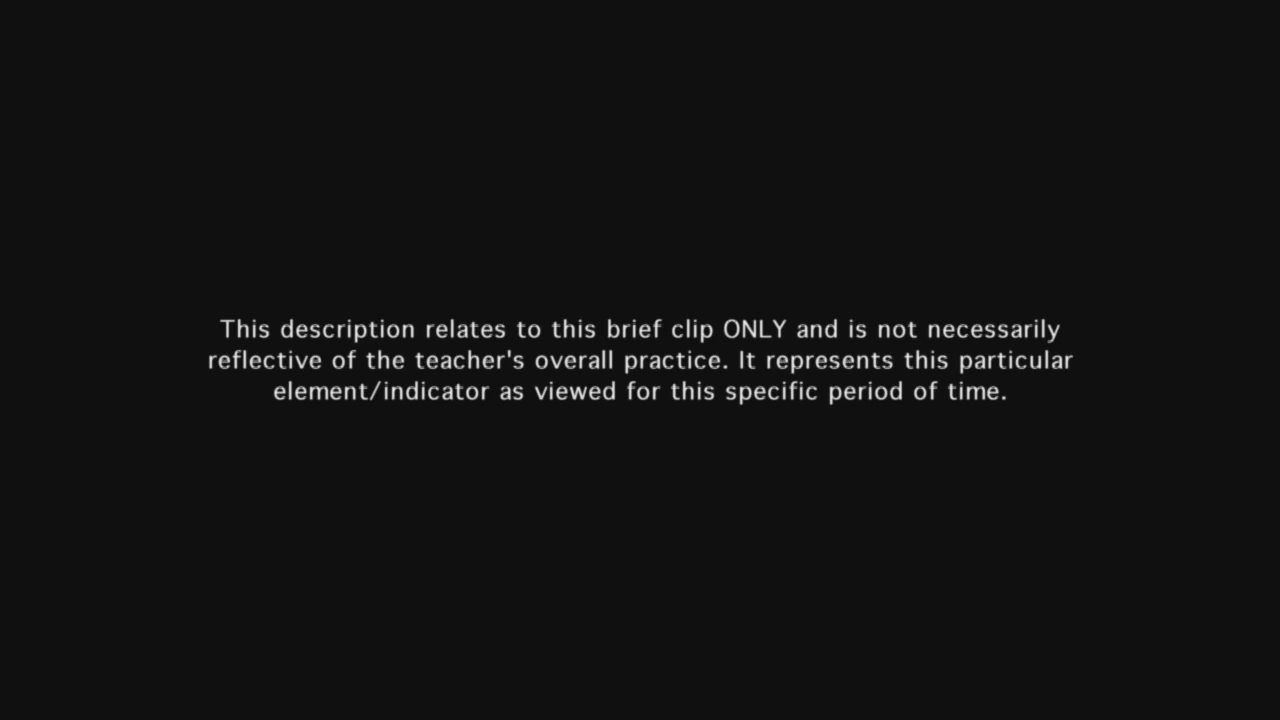 This description relates to this brief clip ONLY and is not necessarily
reflective of the teacher's overall practice. It represents this particular
element/indicator as viewed for this specific period of time.